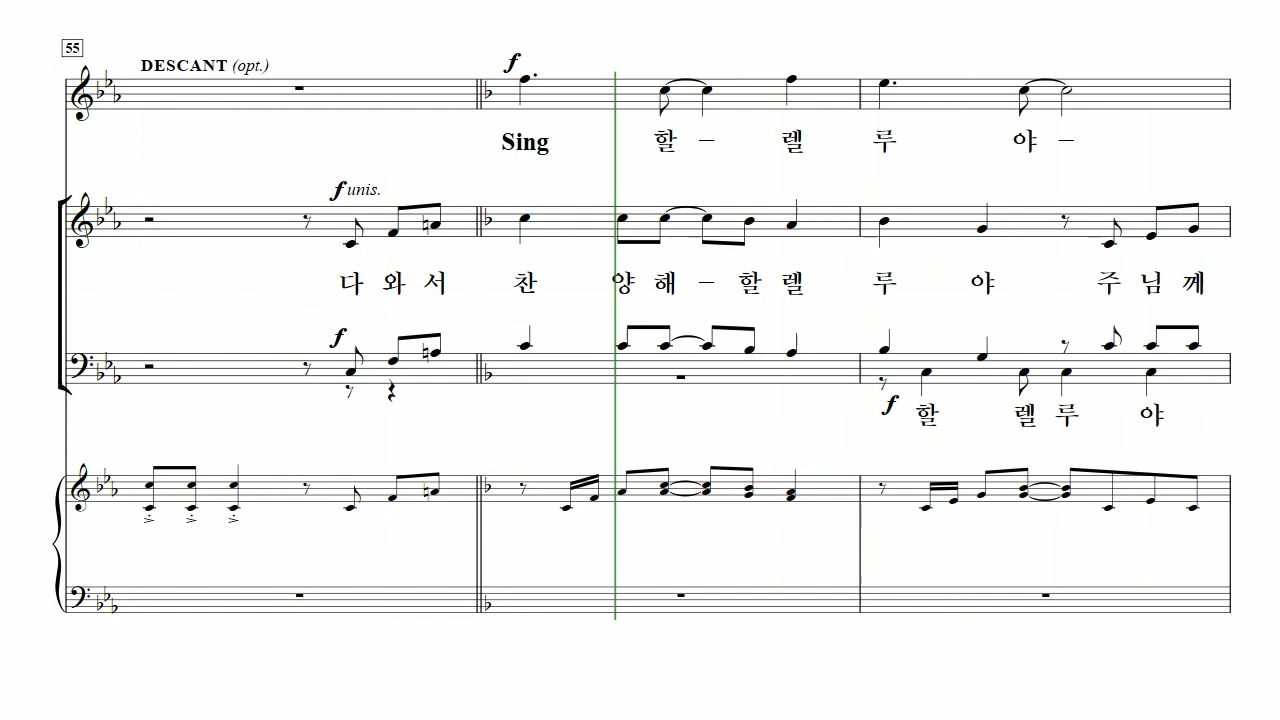 55
DESCANT (opt.)
f
Sing 할 – 렐 루 야 –
f unis.
다 와 서 찬 양 해 – 할 렐 루 야 주 님 께
f
f
할 렐 루 야